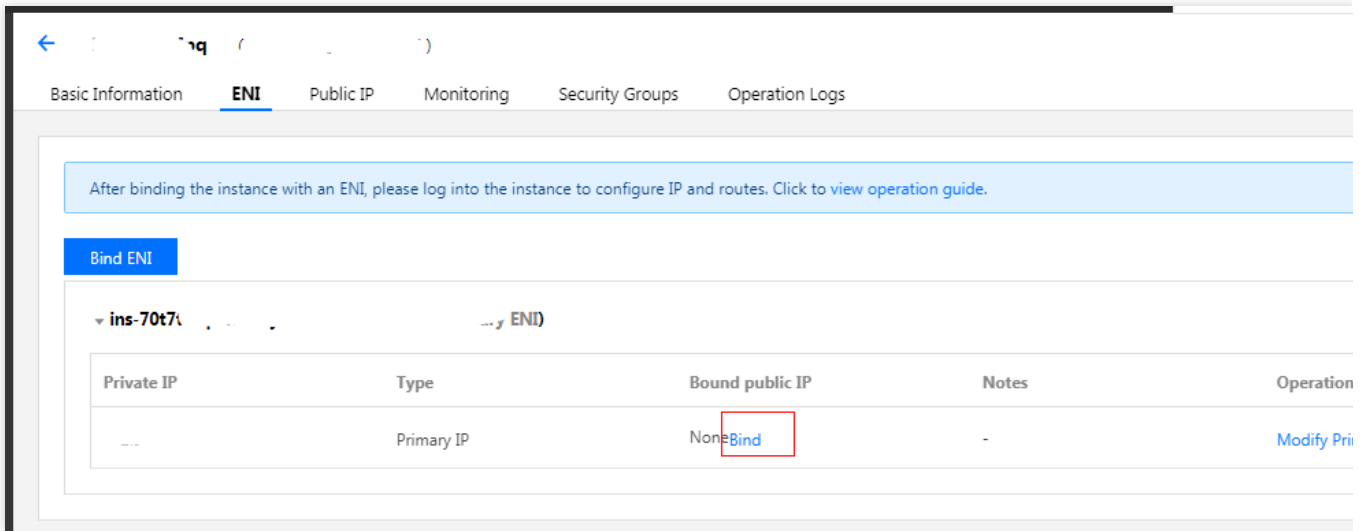 Basic Information ENI Public IP Monitoring Security Groups Operation Logs
After binding the instance with an ENI, please log into the instance to configure IP and routes. Click to view operation guide.
Bind ENI
ENI)
Private IP Type Bound public IP Notes Operation
Primary IP None Bind - Modify